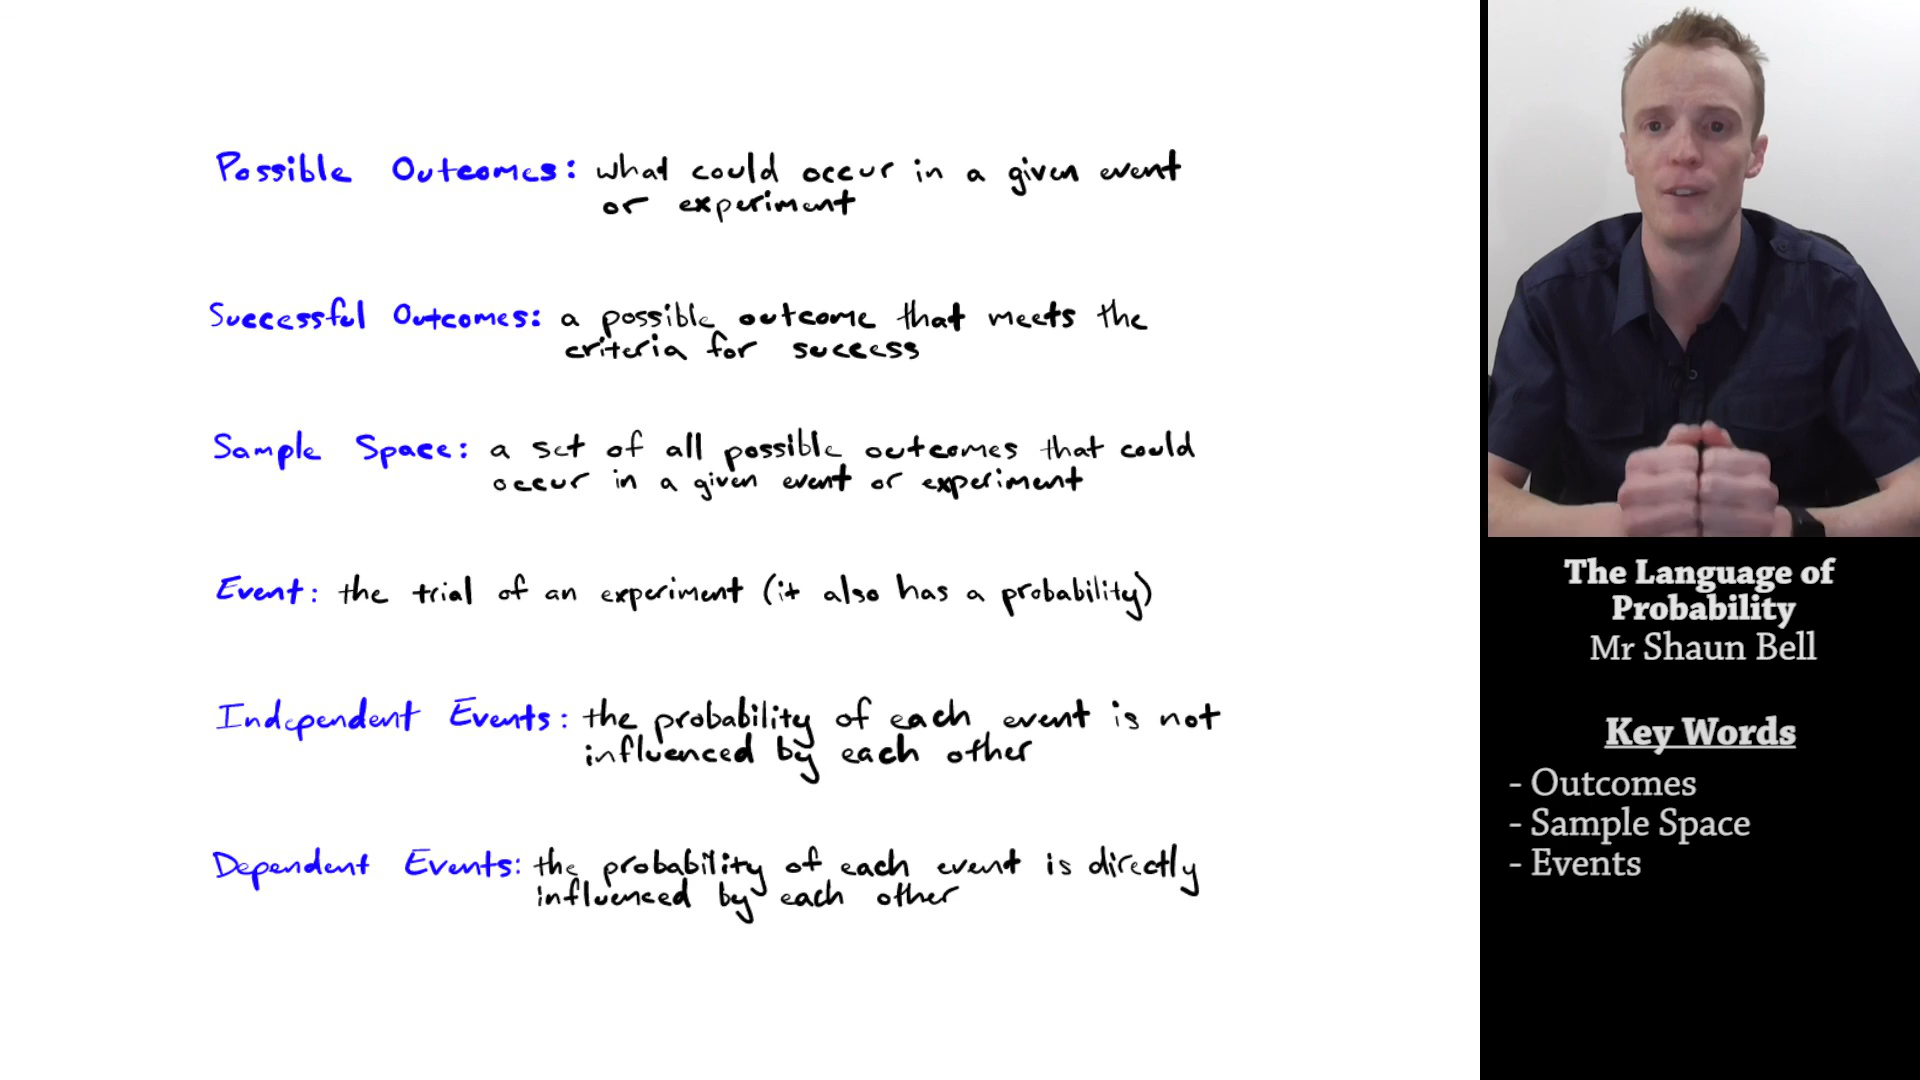 Possible Outcomes: what could occur in a given event
or experiment
Successful Outcomes: a possible outcome that meets the
criteria for success
Sample Space: a set of all possible outcomes that could
occur in a given event or experiment
Event: the trial of an experiment (it also has a probability)
Independent Events: the probability of each event is not
influenced by each other
Dependent Events: the probability of each event is directly
influenced by each other
The Language of
Probability
Mr Shaun Bell
Key Words
- Outcomes
- Sample Space
- Events